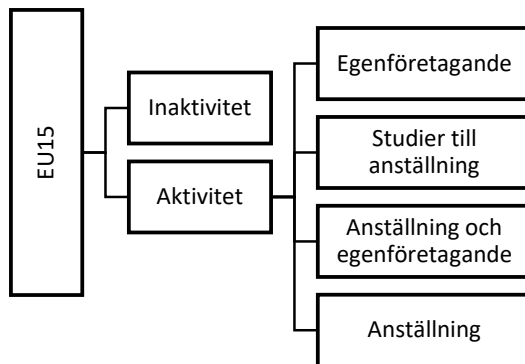 EU15
Inaktivitet
Aktivitet
Egenföretagande
Studier till
anställning
Anställning och
egenföretagande
Anställning